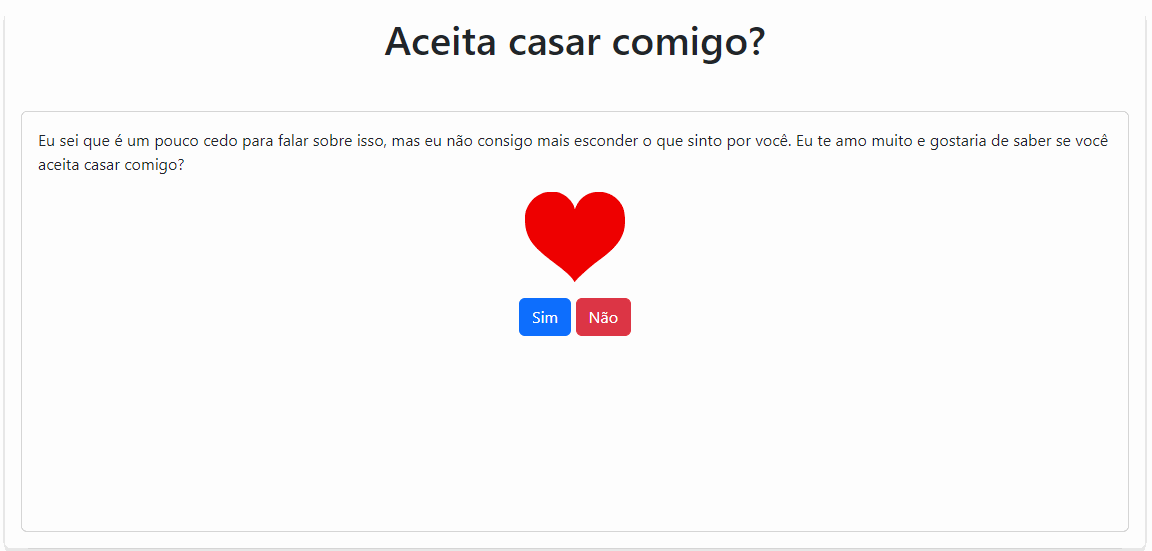 Aceita casar comigo?
Eu sei que é um pouco cedo para falar sobre isso, mas eu não consigo mais esconder o que sinto por você. Eu te amo muito e gostaria de saber se você
aceita casar comigo?
Sim Não